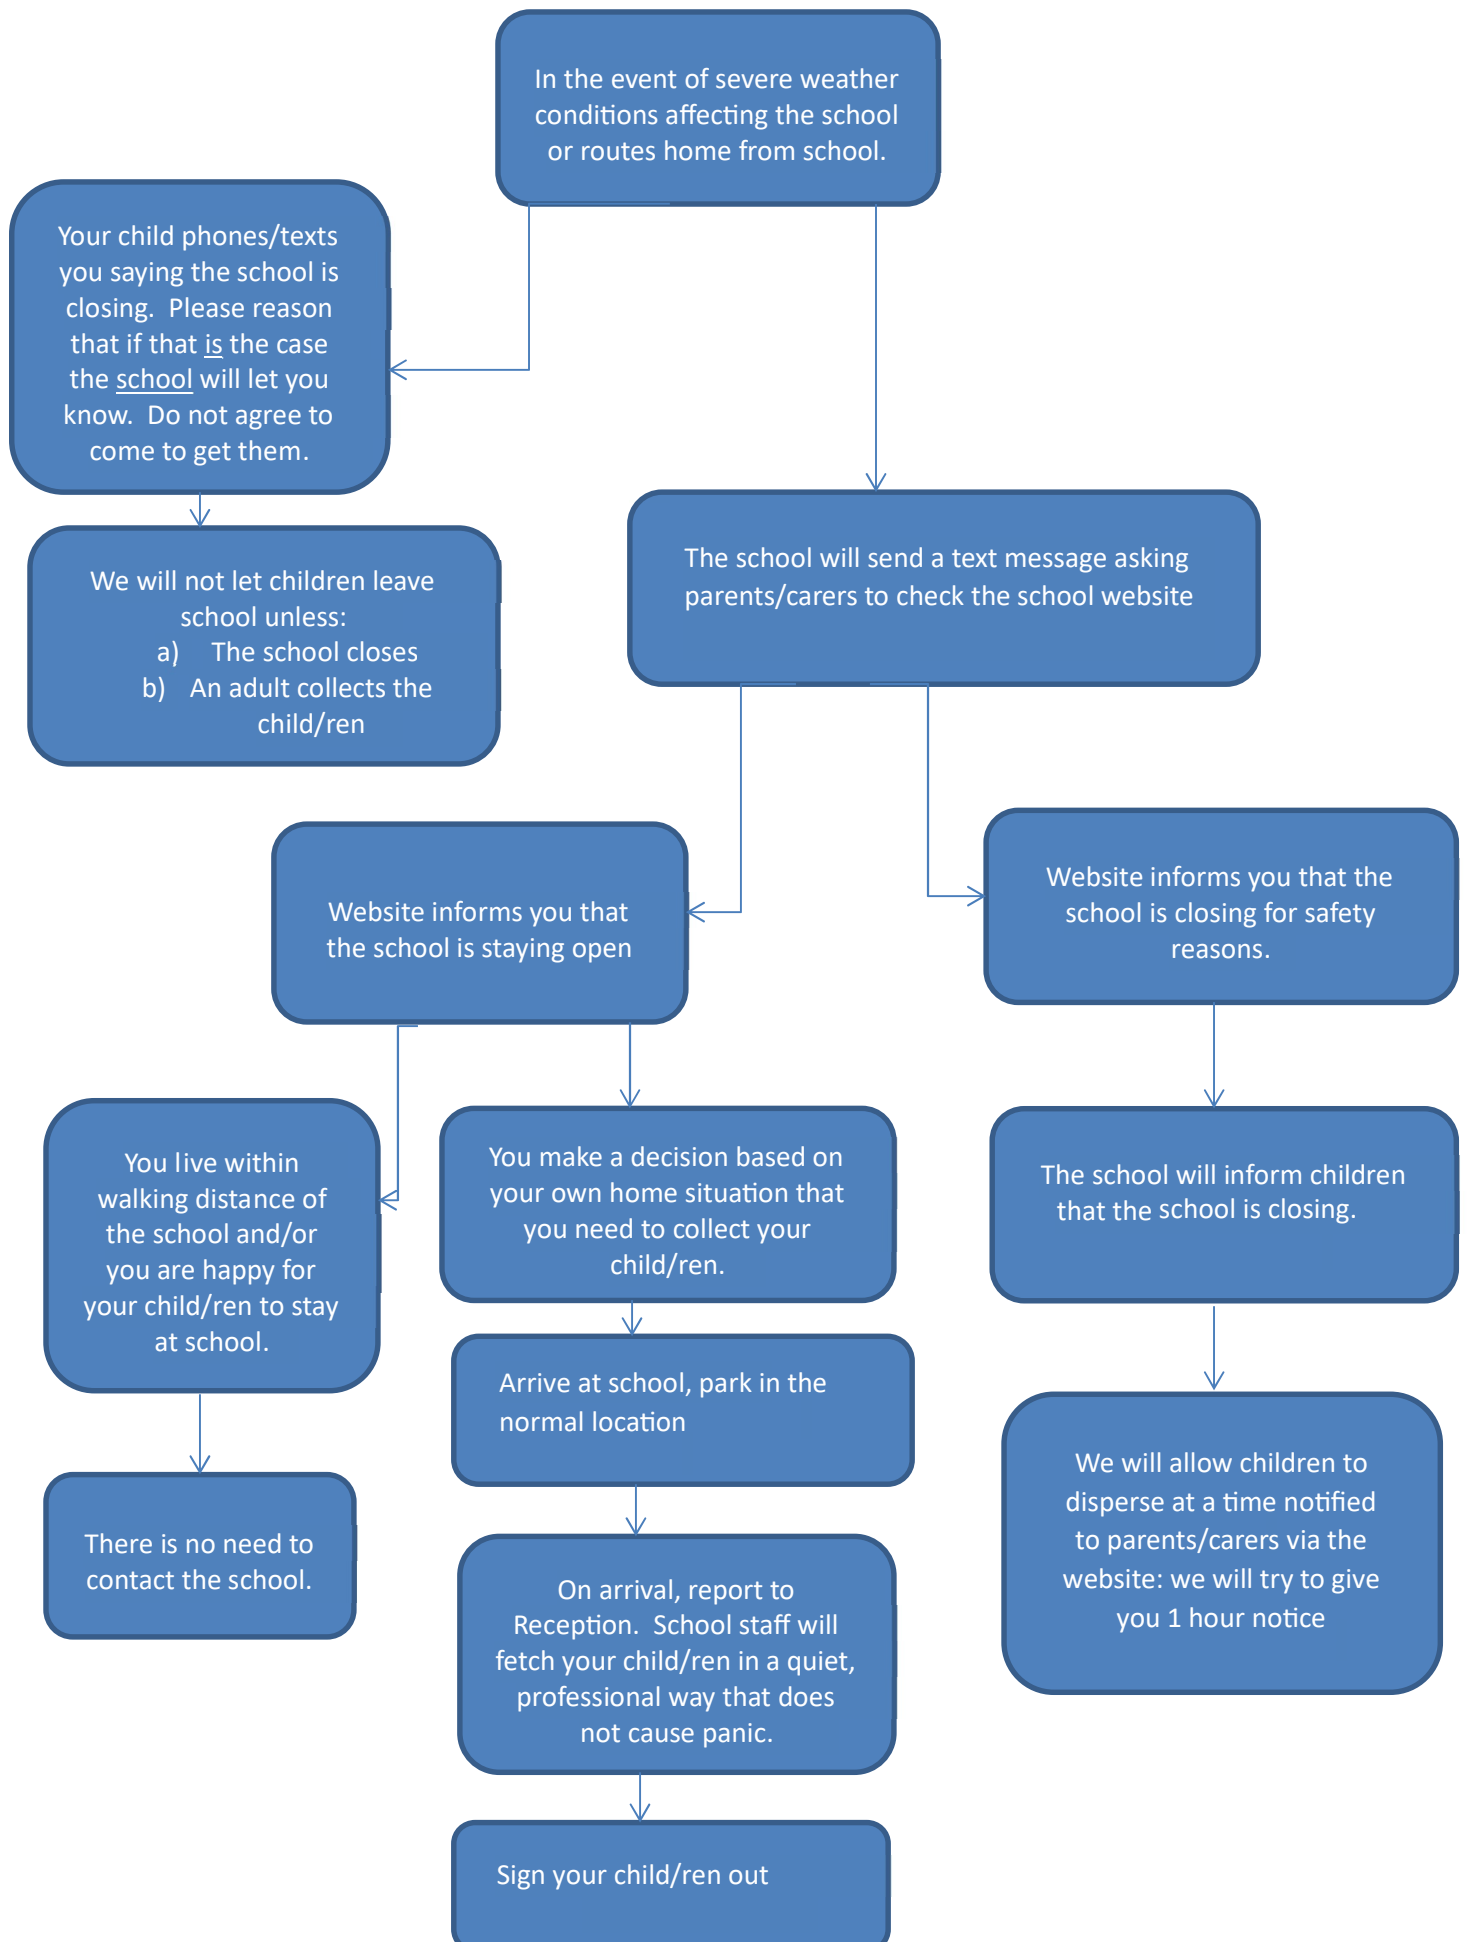 In the event of severe weather
conditions affecting the school
or routes home from school.
Your child phones/texts
you saying the school is
closing.  Please reason
that if that is the case
the school will let you
know.  Do not agree to
come to get them.
We will not let children leave
school unless:
a) The school closes
b) An adult collects the
child/ren
The school will send a text message asking
parents/carers to check the school website
Website informs you that
the school is staying open
Website informs you that the
school is closing for safety
reasons.
You live within
walking distance of
the school and/or
you are happy for
your child/ren to stay
at school.
You make a decision based on
your own home situation that
you need to collect your
child/ren.
The school will inform children
that the school is closing.
Arrive at school, park in the
normal location
We will allow children to
disperse at a time notified
to parents/carers via the
website: we will try to give
you 1 hour notice
There is no need to
contact the school.
On arrival, report to
Reception.  School staff will
fetch your child/ren in a quiet,
professional way that does
not cause panic.
Sign your child/ren out